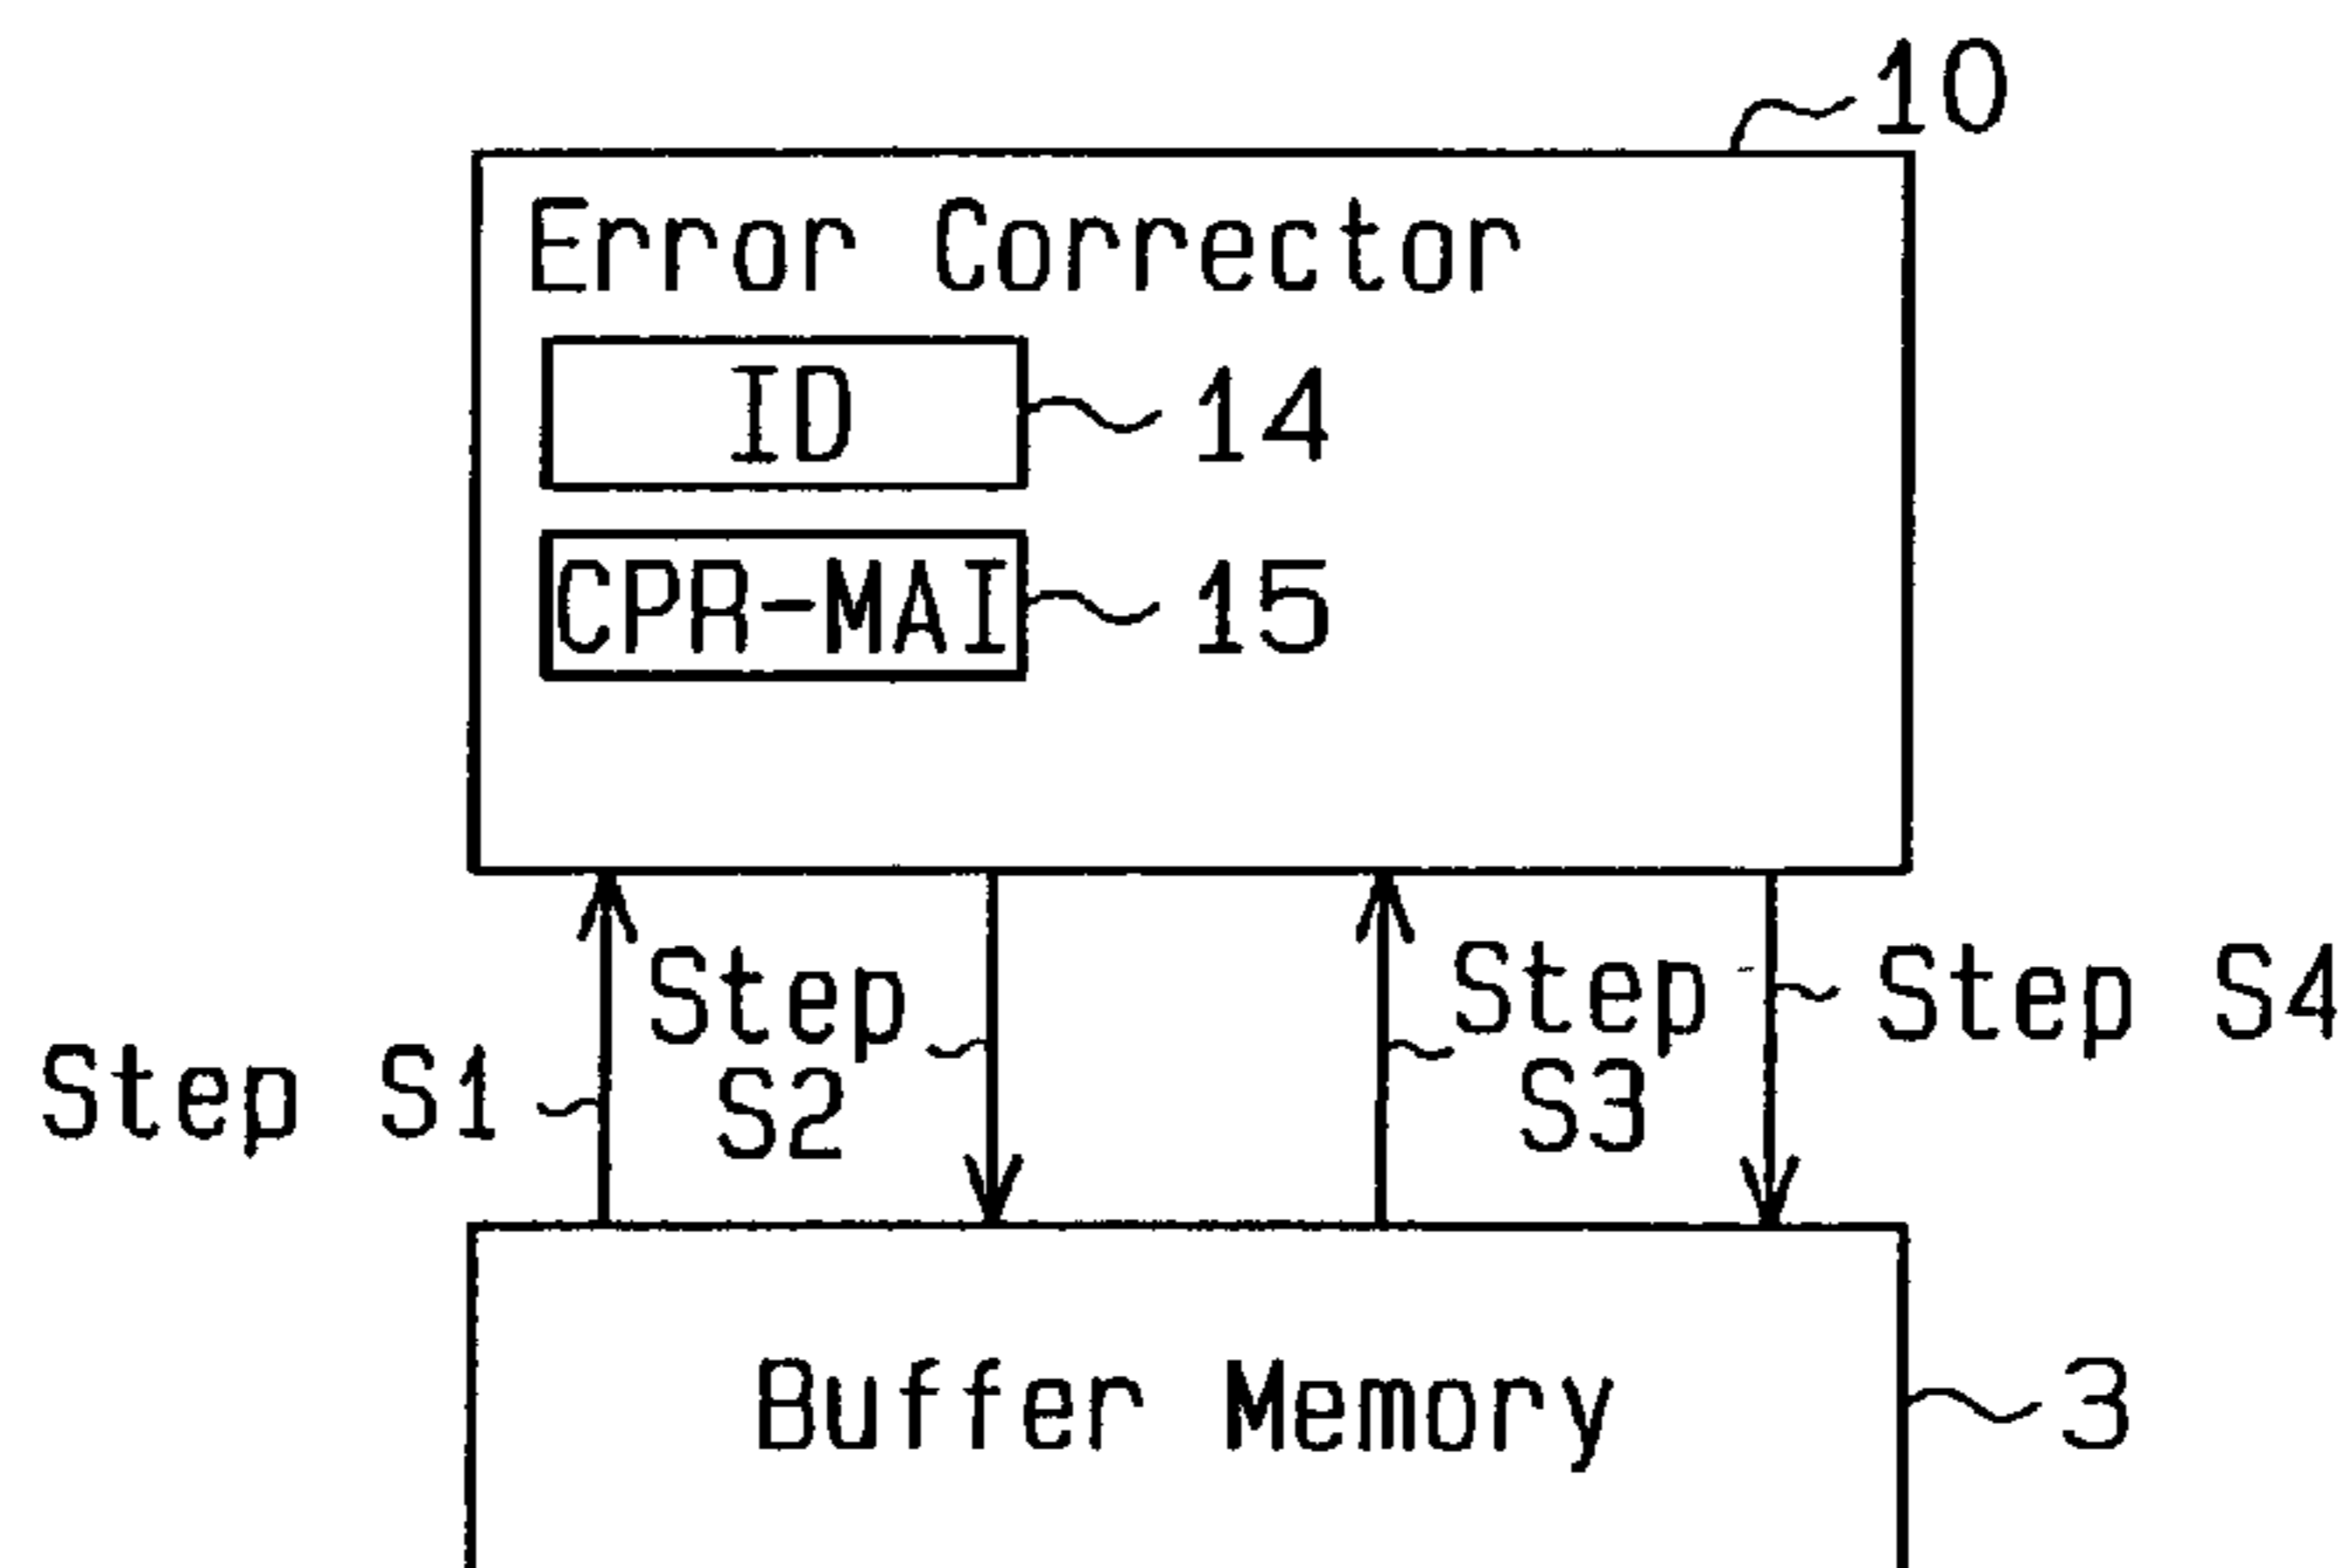 10
Error Corrector
ID 14
CPR-MAI 15
Step S1
Step
S2
Step
S3
Step S4
Buffer Memory 3